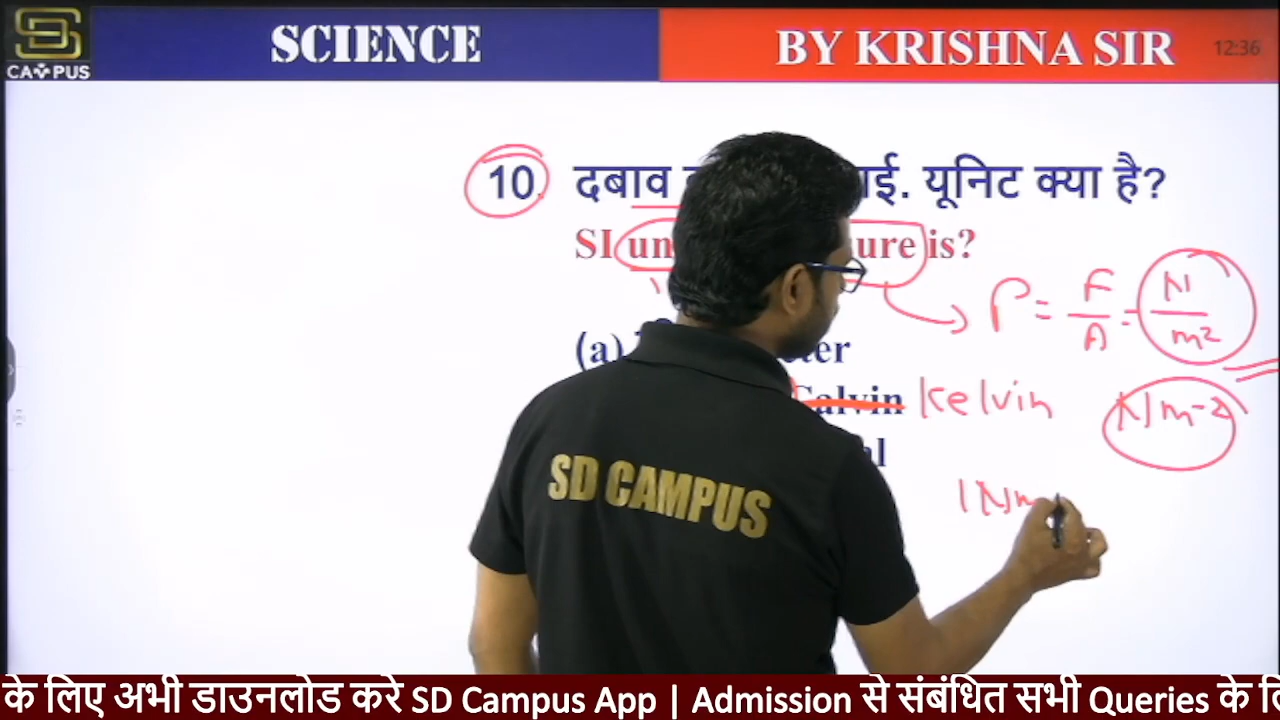 SCIENCE
BY KRISHNA SIR
12:36
CAMPUS
10. दबाव यूनिट क्या है?
SI is?
P = F/A = N/m²
(a)
Kelvin
Nm-2
SD CAMPUS
के लिए अभी डाउनलोड करे SD Campus App | Admission से संबंधित सभी Queries के